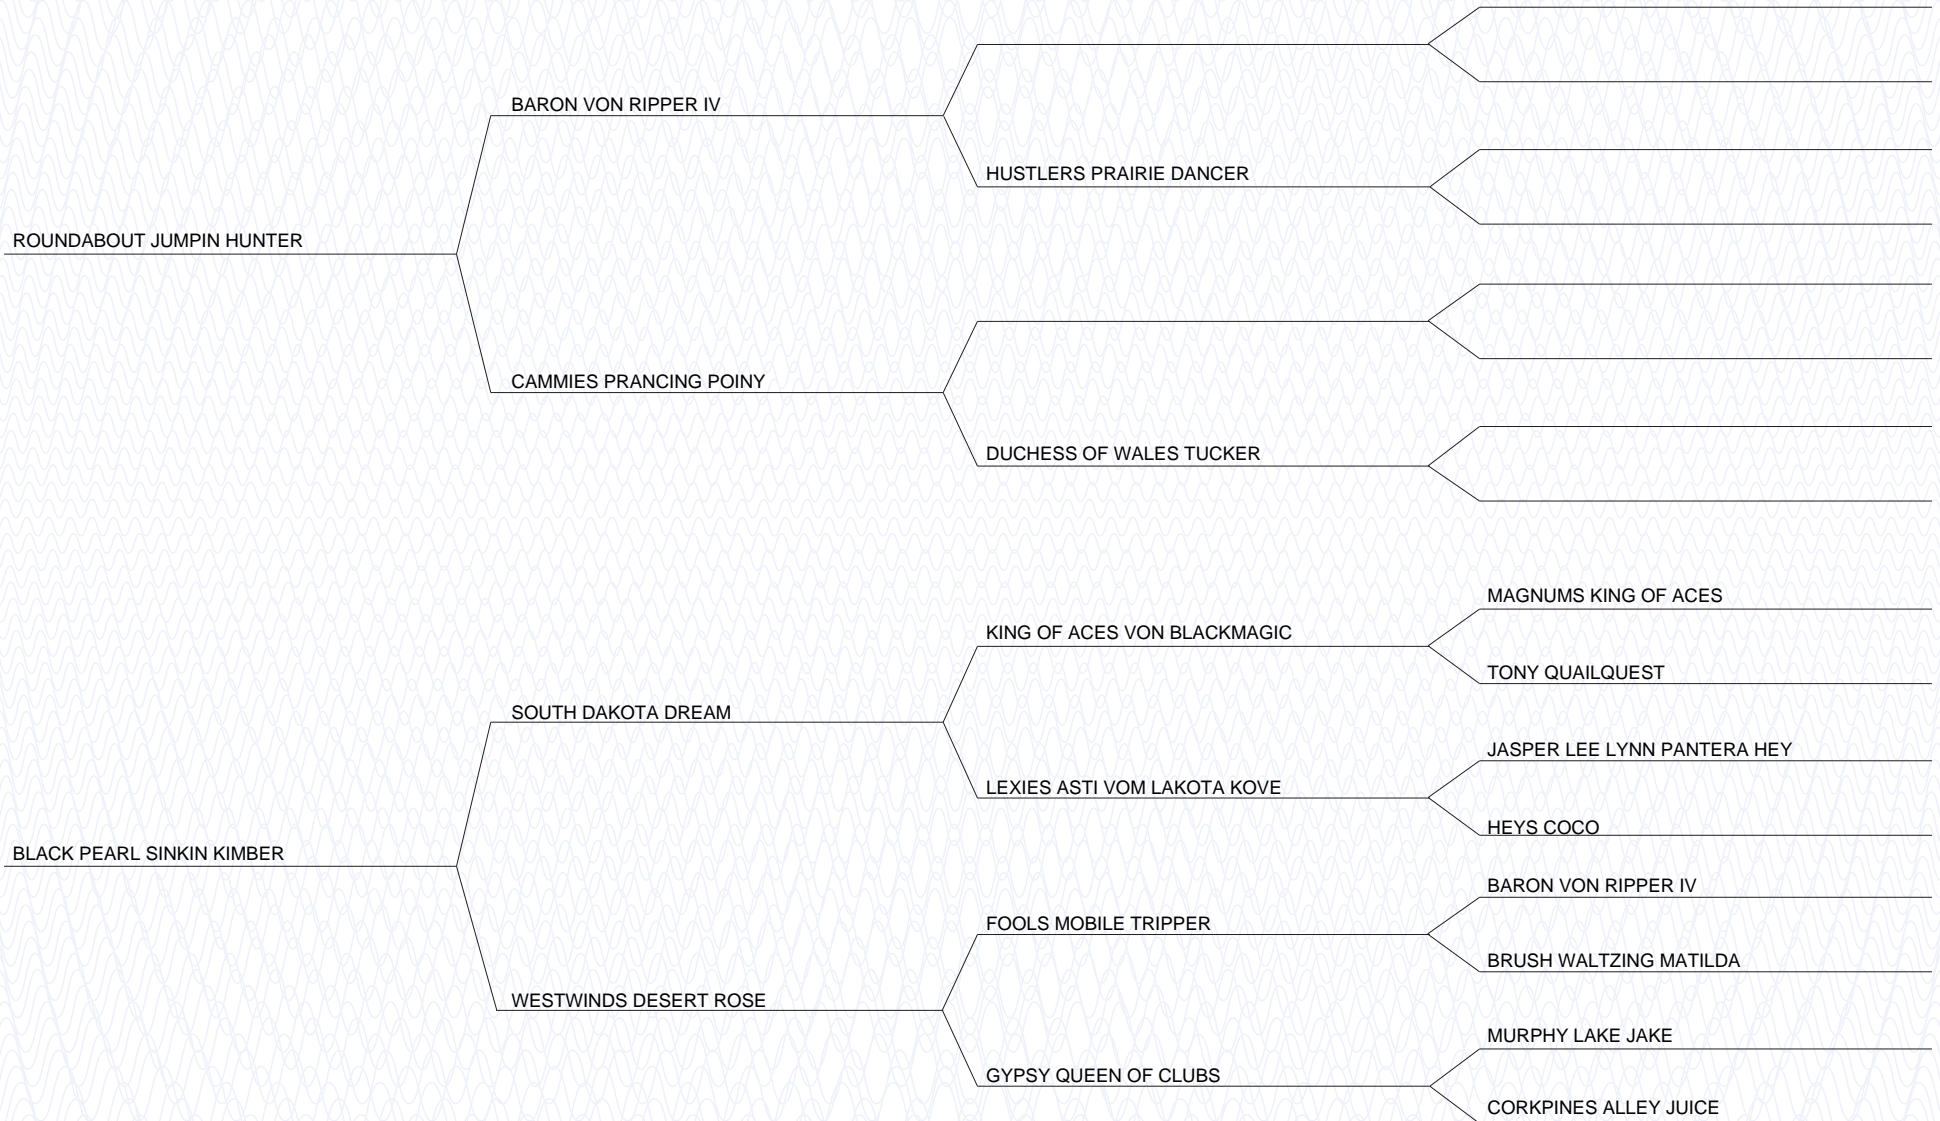 BARON VON RIPPER IV
HUSTLERS PRAIRIE DANCER
ROUNDABOUT JUMPIN HUNTER
CAMMIES PRANCING POINY
DUCHESS OF WALES TUCKER
MAGNUMS KING OF ACES
KING OF ACES VON BLACKMAGIC
TONY QUAILQUEST
SOUTH DAKOTA DREAM
JASPER LEE LYNN PANTERA HEY
LEXIES ASTI VOM LAKOTA KOVE
HEYS COCO
BLACK PEARL SINKIN KIMBER
BARON VON RIPPER IV
FOOLS MOBILE TRIPPER
BRUSH WALTZING MATILDA
WESTWINDS DESERT ROSE
MURPHY LAKE JAKE
GYPSY QUEEN OF CLUBS
CORKPINES ALLEY JUICE